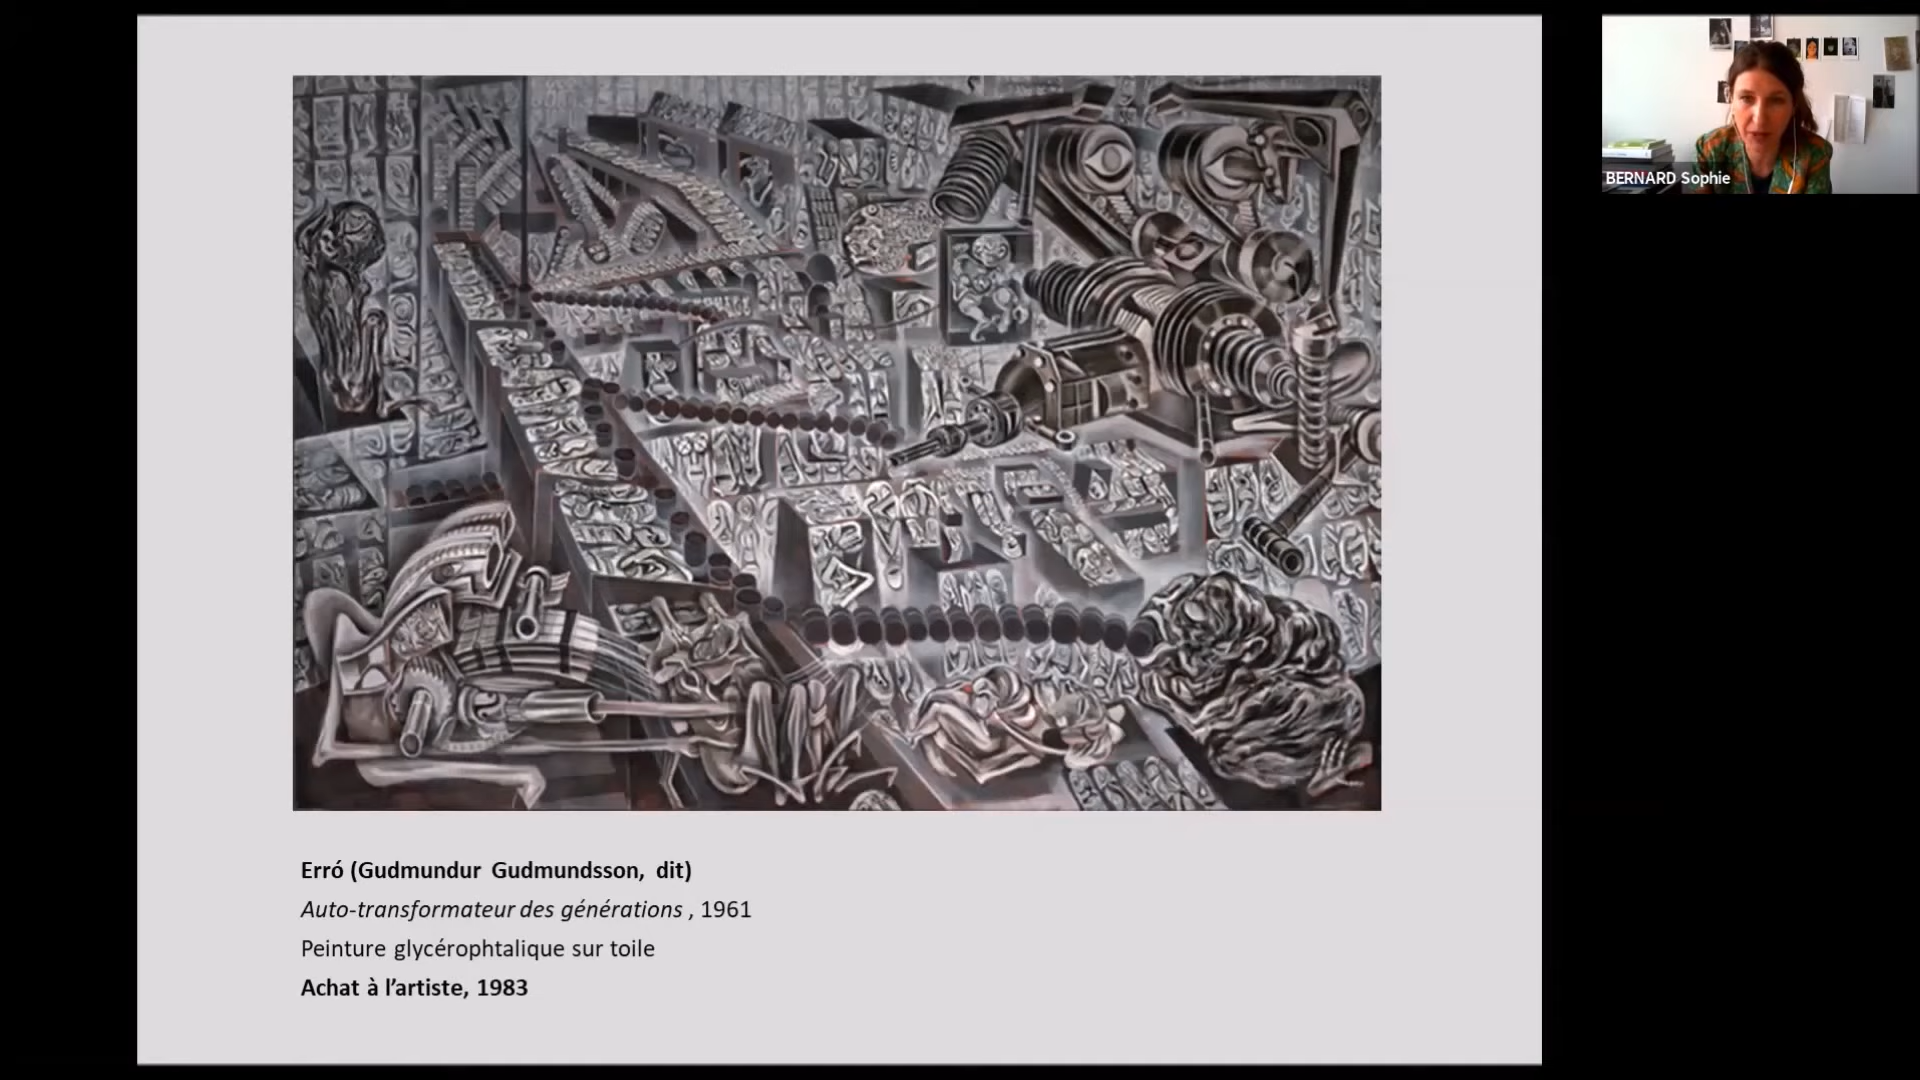 BERNARD Sophie
Erró (Gudmundur Gudmundsson, dit)
Auto-transformateur des générations , 1961
Peinture glycérophtalique sur toile
Achat à l’artiste, 1983